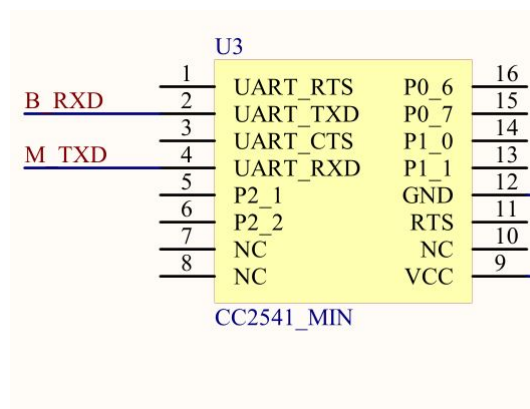 U3
1 UART_RTS P0_6 16
B_RXD 2 UART_TXD P0_7 15
3 UART_CTS P1_0 14
M_TXD 4 UART_RXD P1_1 13
5 P2_1 GND 12
6 P2_2 RTS 11
7 NC NC 10
8 NC VCC 9
CC2541_MIN